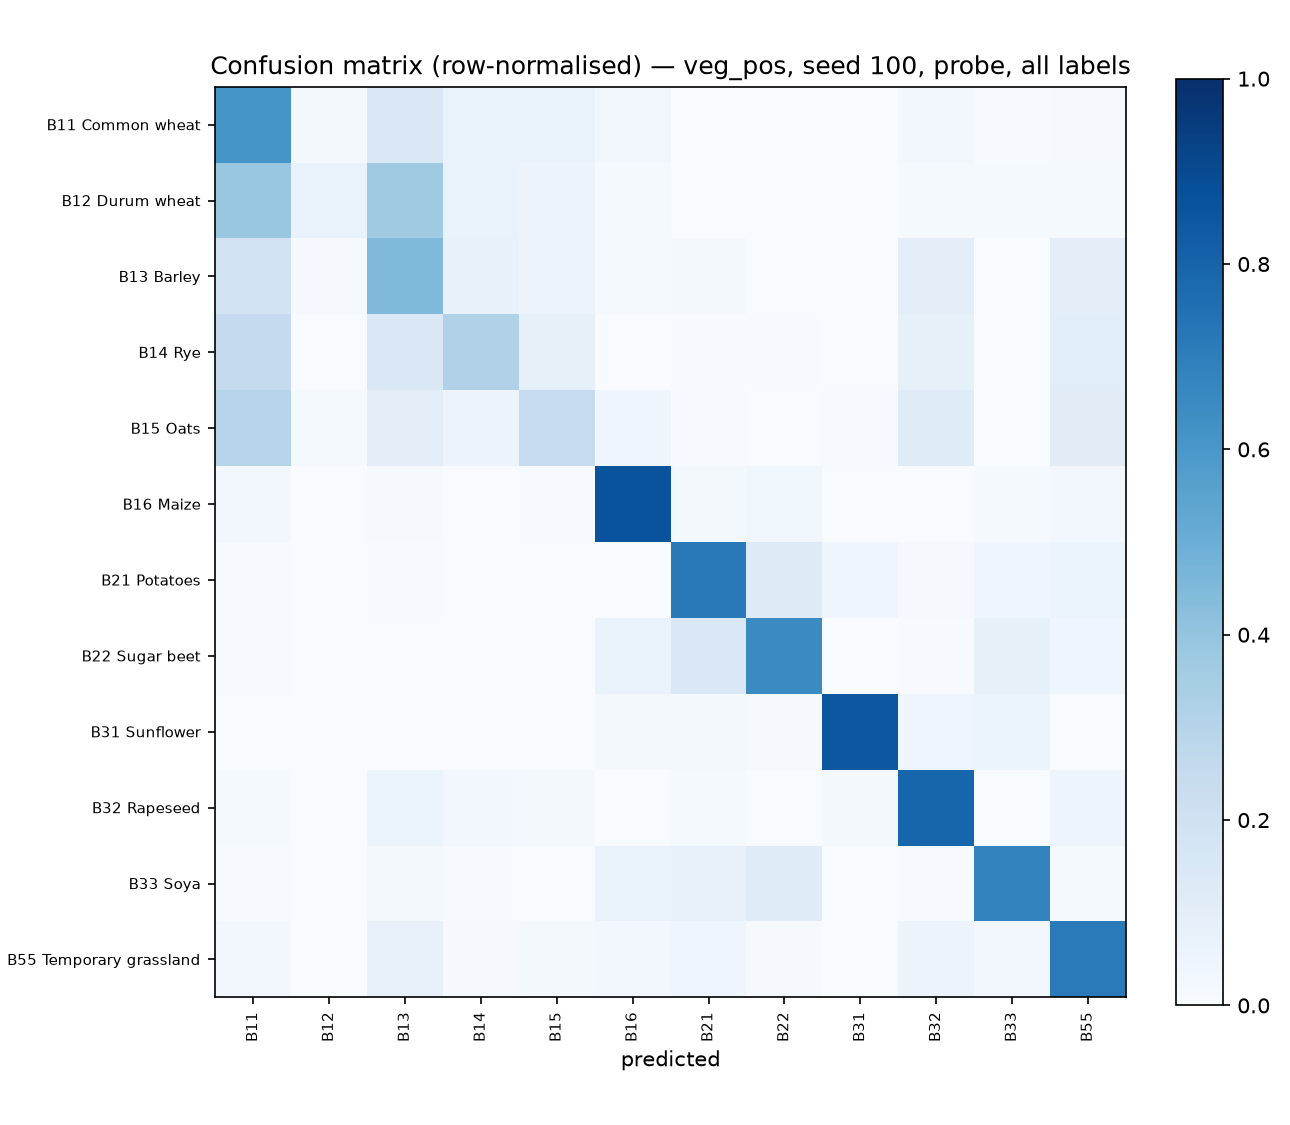 Confusion matrix (row-normalised) — veg_pos, seed 100, probe, all labels
B11 Common wheat
B12 Durum wheat
B13 Barley
B14 Rye
B15 Oats
B16 Maize
B21 Potatoes
B22 Sugar beet
B31 Sunflower
B32 Rapeseed
B33 Soya
B55 Temporary grassland
B11 B12 B13 B14 B15 B16 B21 B22 B31 B32 B33 B55
predicted
1.0
0.8
0.6
0.4
0.2
0.0